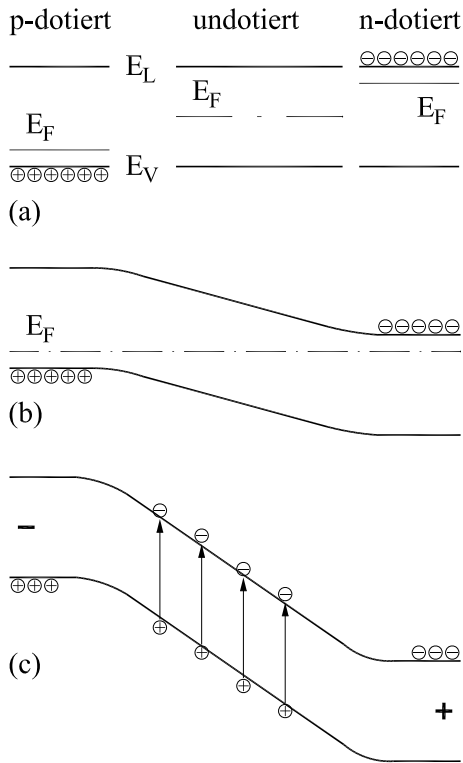 p-dotiert undotiert n-dotiert
⊖⊖⊖⊖⊖⊖
E_L
E_F
E_F
E_F
E_V
⊕⊕⊕⊕⊕⊕
(a)
⊖⊖⊖⊖⊖
E_F
⊕⊕⊕⊕⊕
(b)
⊖
− ⊖
⊖
⊕⊕⊕ ⊖
⊕
⊕ ⊖⊖⊖
(c) ⊕
⊕ +